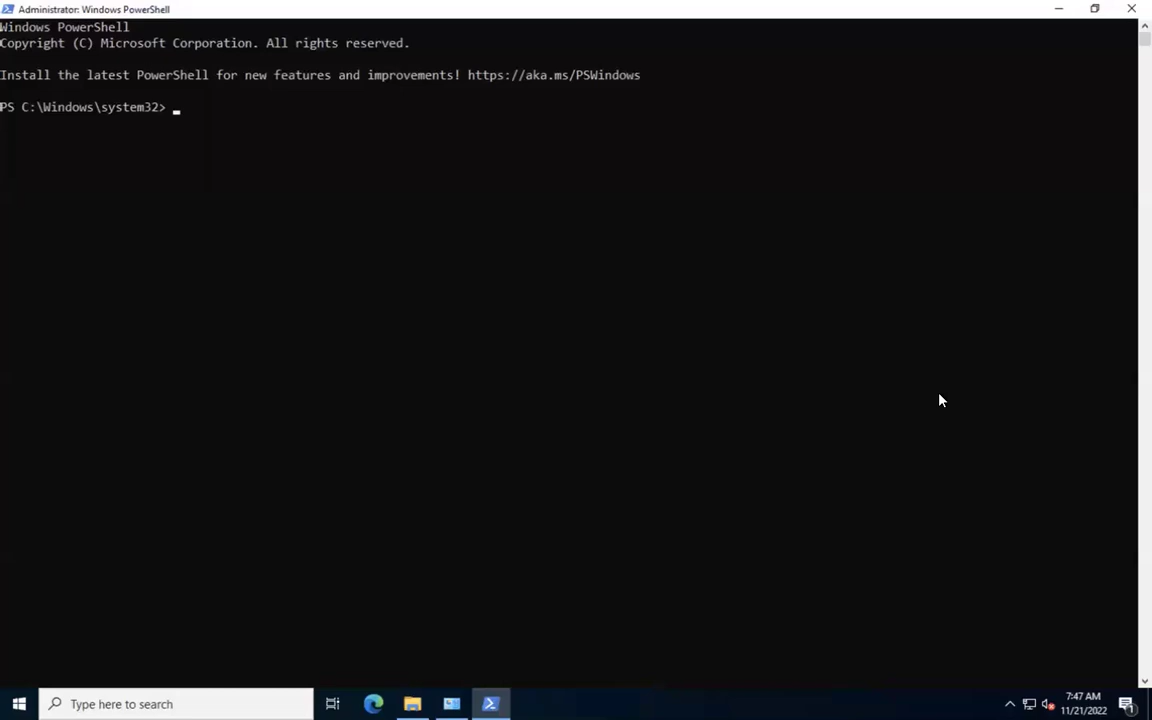 Administrator: Windows PowerShell
Windows PowerShell
Copyright (C) Microsoft Corporation. All rights reserved.
Install the latest PowerShell for new features and improvements! https://aka.ms/PSWindows
PS C:\Windows\system32>
Type here to search
7:47 AM
11/21/2022
1